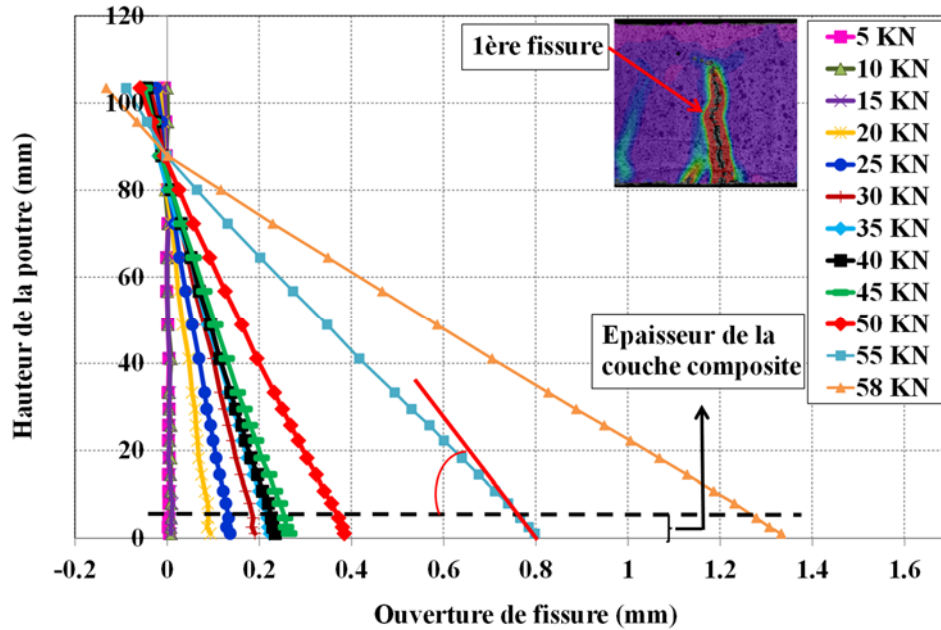 120
100
80
60
40
20
0
Hauteur de la poutre (mm)
-0.2 0 0.2 0.4 0.6 0.8 1 1.2 1.4 1.6
Ouverture de fissure (mm)
1ère fissure
Epaisseur de la
couche composite
5 KN
10 KN
15 KN
20 KN
25 KN
30 KN
35 KN
40 KN
45 KN
50 KN
55 KN
58 KN